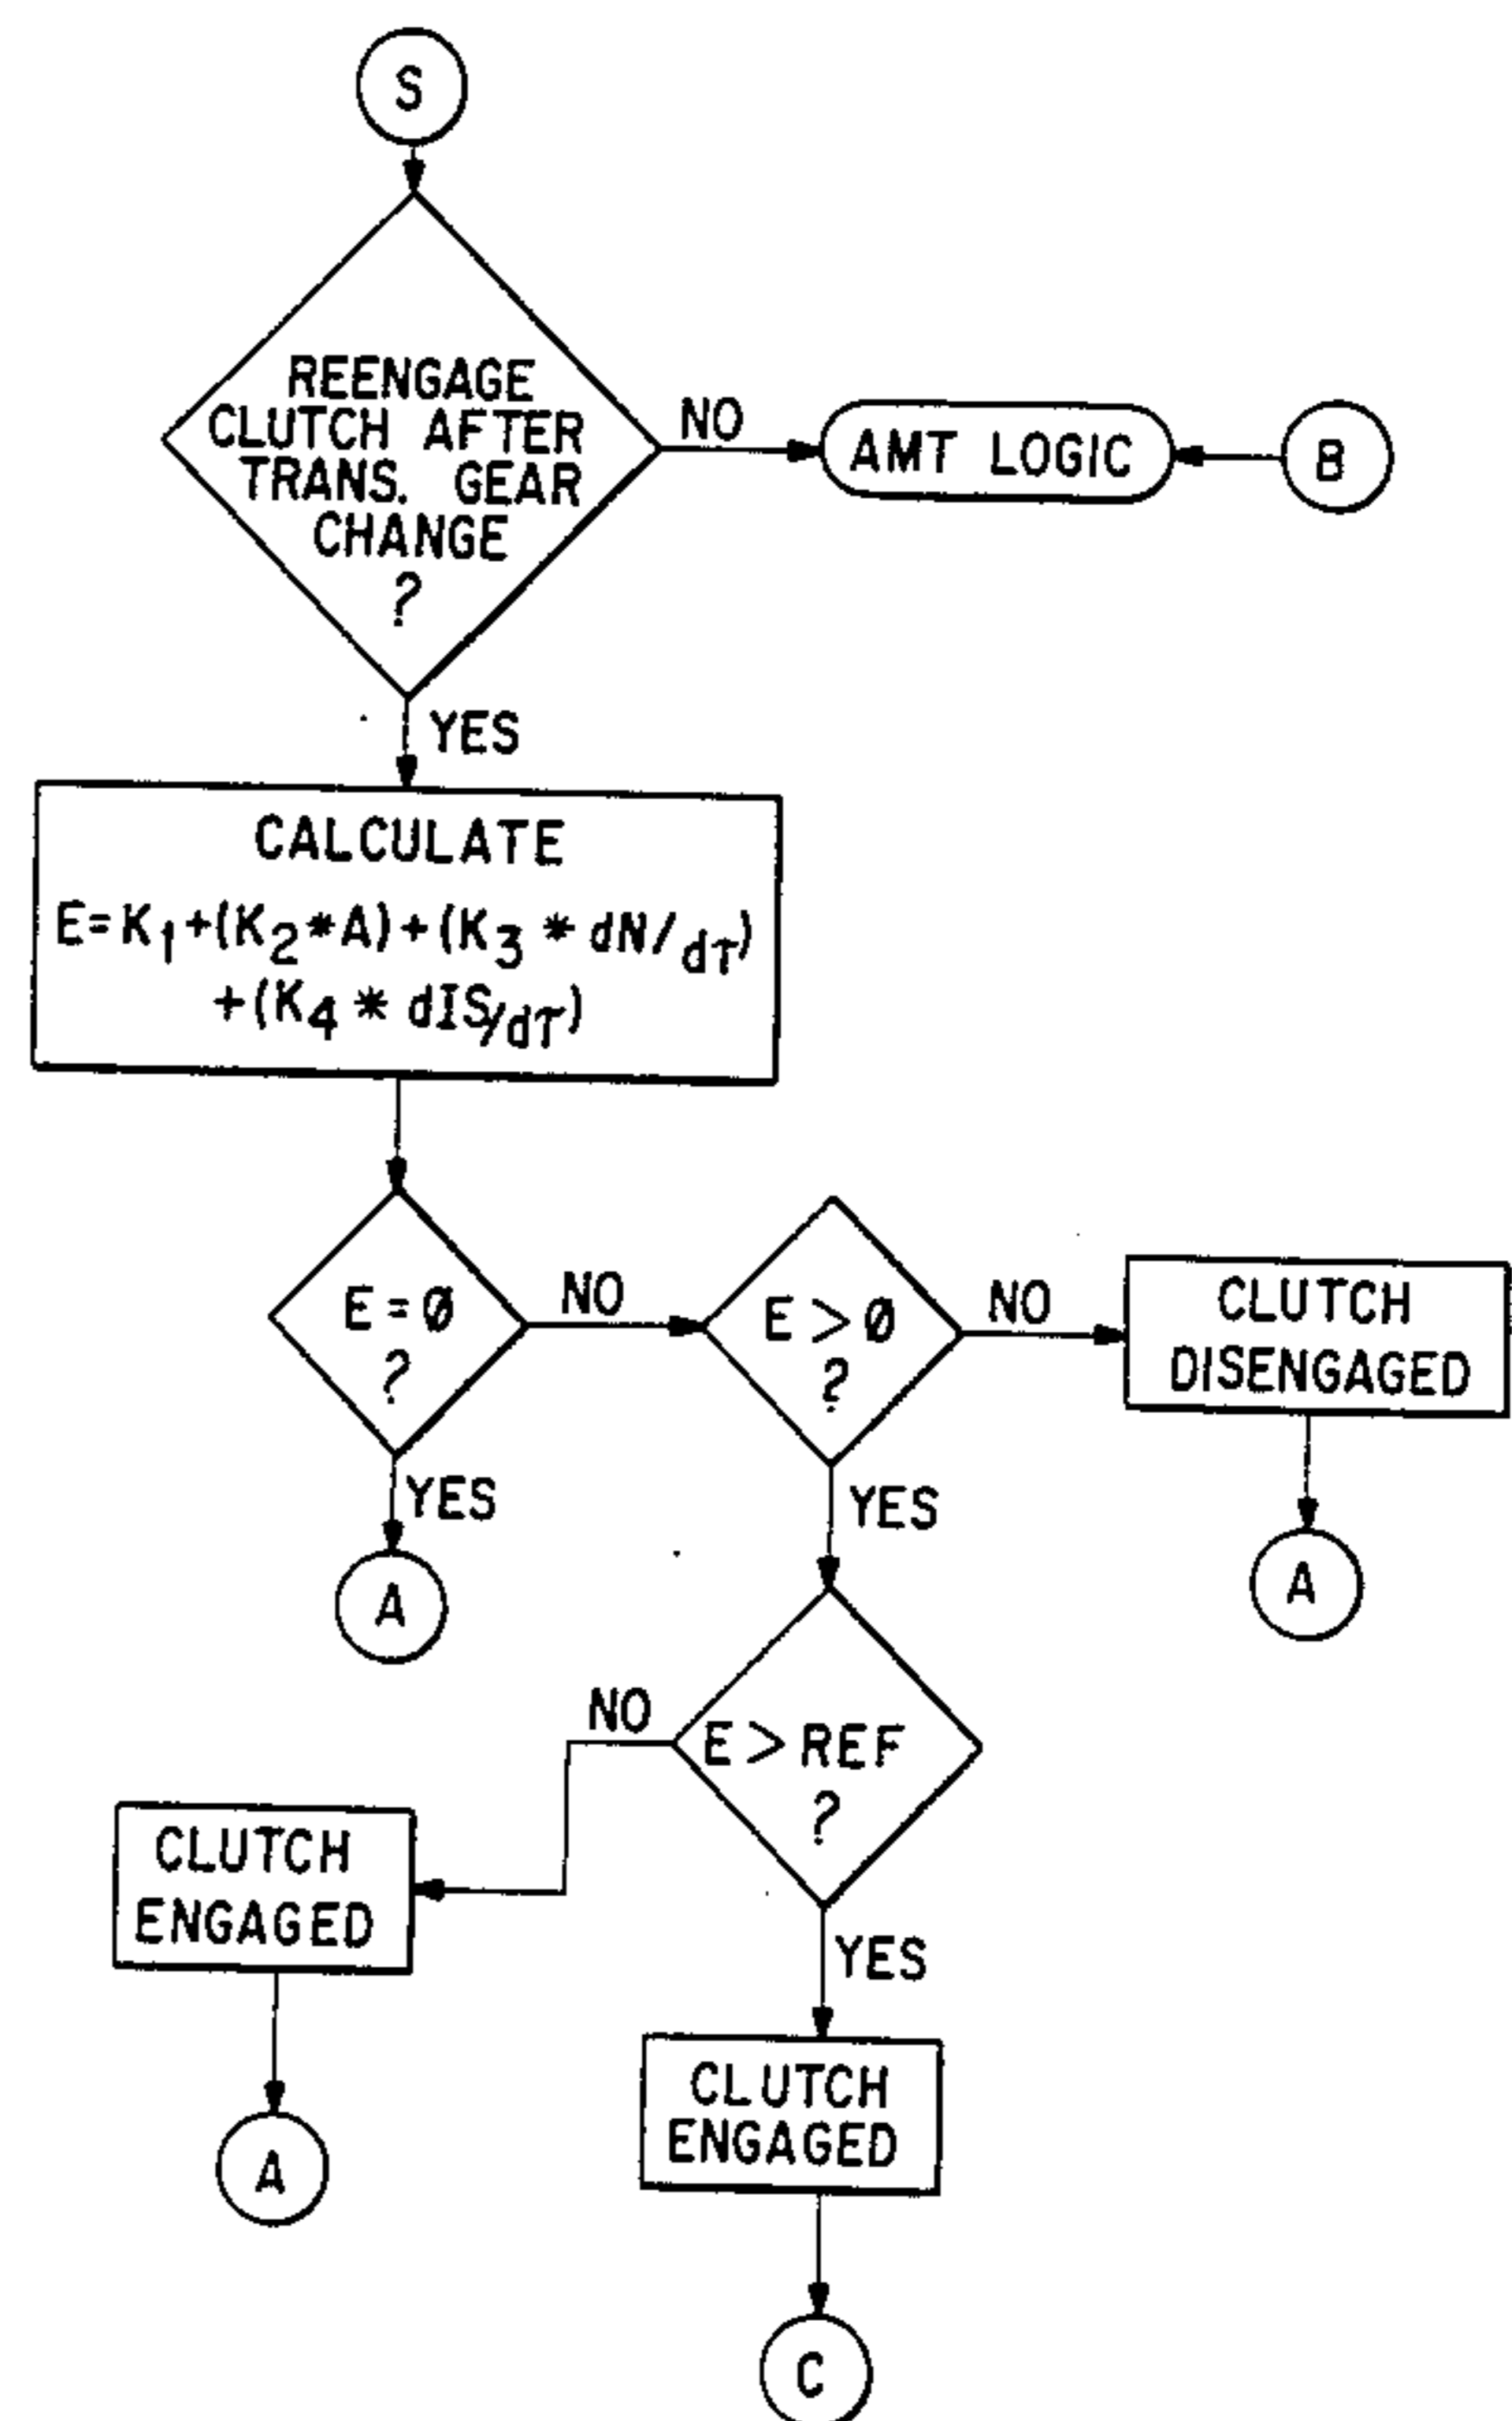 S
REENGAGE
CLUTCH AFTER
TRANS. GEAR
CHANGE
?
NO
AMT LOGIC
B
YES
CALCULATE
E=K₁+(K₂*A)+(K₃*dN/dT)
+(K₄*dIS/dT)
E=Ø
?
NO
E>Ø
?
NO
CLUTCH
DISENGAGED
YES
A
YES
A
E>REF
?
NO
CLUTCH
ENGAGED
A
YES
CLUTCH
ENGAGED
C